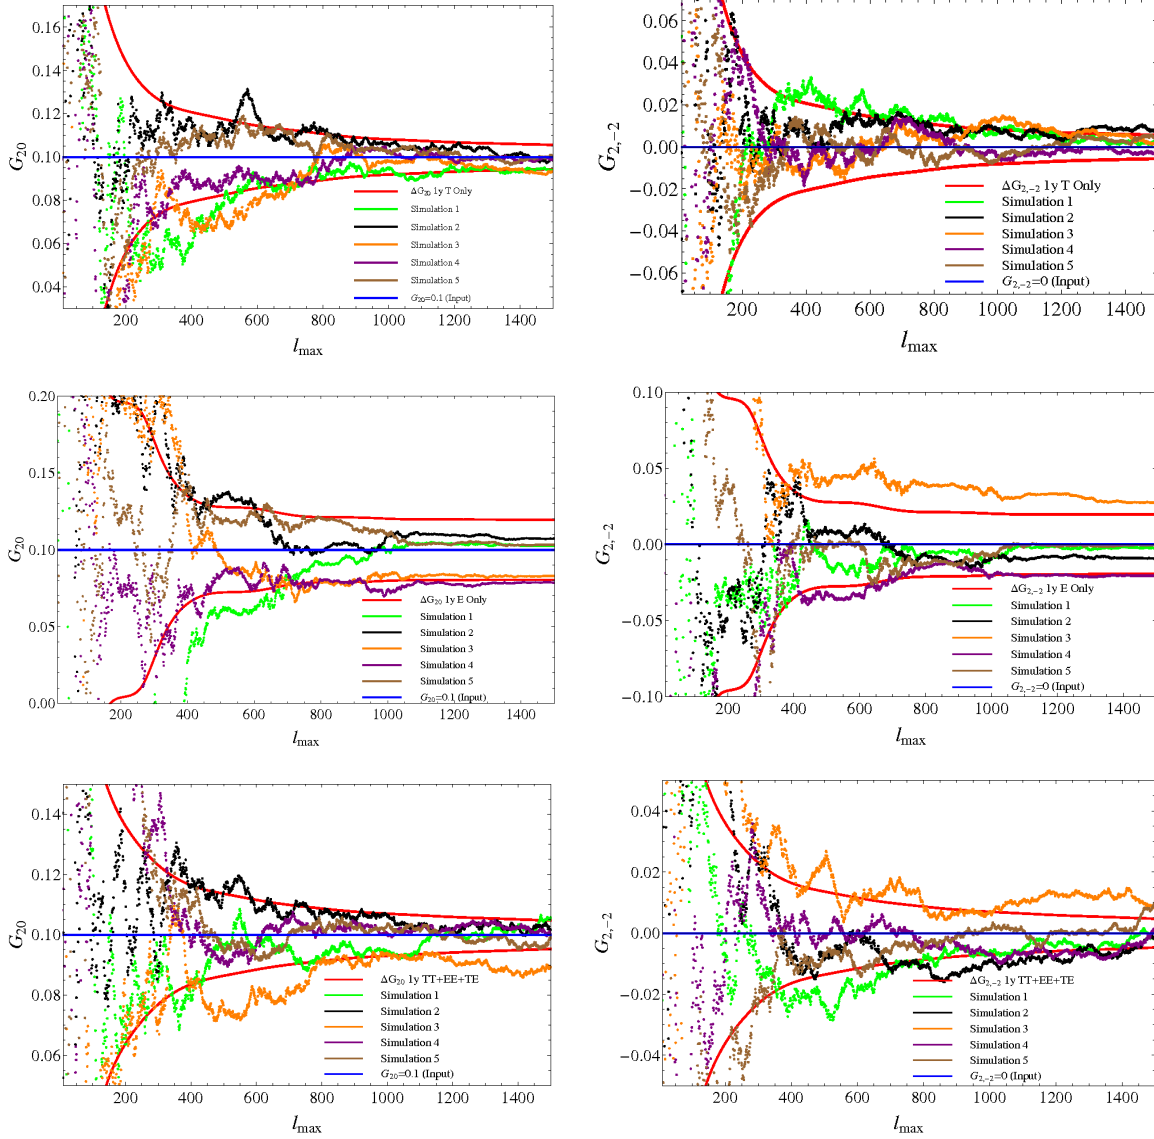 0.16
0.14
0.12
0.10
0.08
0.06
0.04
G20
200 400 600 800 1000 1200 1400
lmax
ΔG20 1y T Only
Simulation 1
Simulation 2
Simulation 3
Simulation 4
Simulation 5
G20=0.1 (Input)
0.06
0.04
0.02
0.00
−0.02
−0.04
−0.06
G2,−2
200 400 600 800 1000 1200 1400
lmax
ΔG2,−2 1y T Only
Simulation 1
Simulation 2
Simulation 3
Simulation 4
Simulation 5
G2,−2=0 (Input)
0.20
0.15
0.10
0.05
0.00
G20
200 400 600 800 1000 1200 1400
lmax
ΔG20 1y E Only
Simulation 1
Simulation 2
Simulation 3
Simulation 4
Simulation 5
G20=0.1 (Input)
0.10
0.05
0.00
−0.05
−0.10
G2,−2
200 400 600 800 1000 1200 1400
lmax
ΔG2,−2 1y E Only
Simulation 1
Simulation 2
Simulation 3
Simulation 4
Simulation 5
G2,−2=0 (Input)
0.14
0.12
0.10
0.08
0.06
G20
200 400 600 800 1000 1200 1400
lmax
ΔG20 1y TT+EE+TE
Simulation 1
Simulation 2
Simulation 3
Simulation 4
Simulation 5
G20=0.1 (Input)
0.04
0.02
0.00
−0.02
−0.04
G2,−2
200 400 600 800 1000 1200 1400
lmax
ΔG2,−2 1y TT+EE+TE
Simulation 1
Simulation 2
Simulation 3
Simulation 4
Simulation 5
G2,−2=0 (Input)